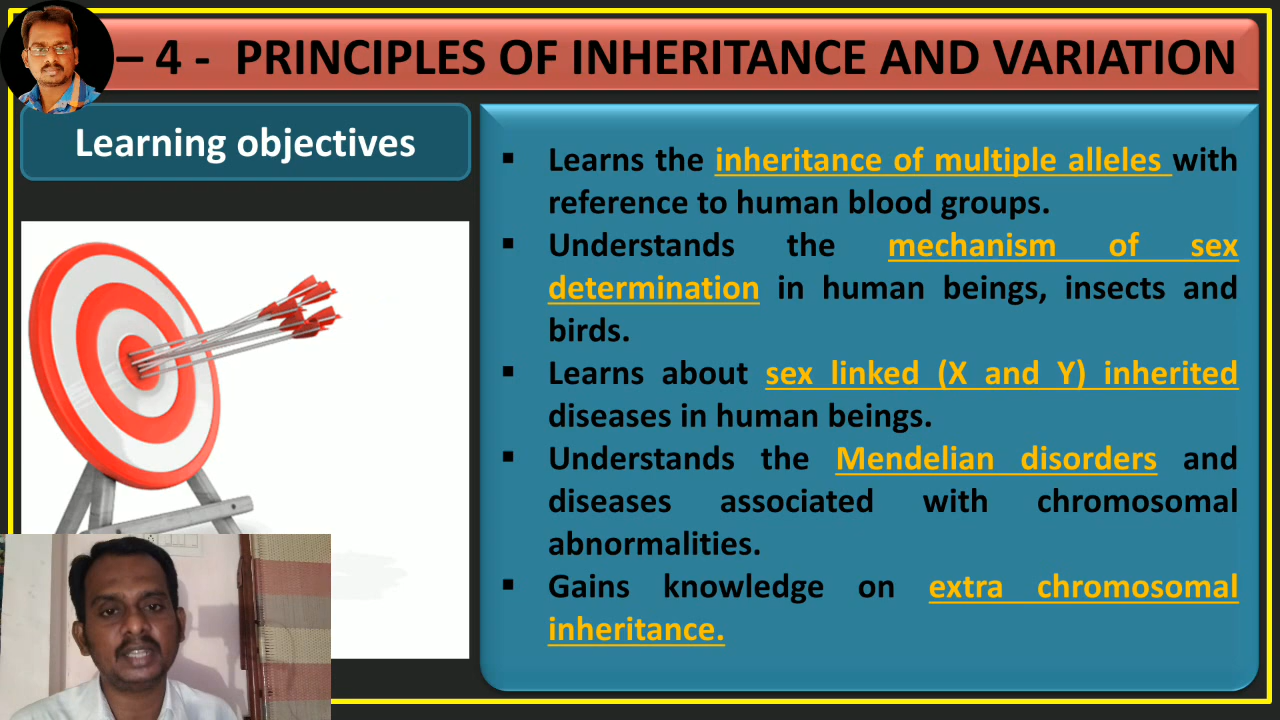 – 4 - PRINCIPLES OF INHERITANCE AND VARIATION
Learning objectives
▪ Learns the inheritance of multiple alleles with
reference to human blood groups.
▪ Understands the mechanism of sex
determination in human beings, insects and
birds.
▪ Learns about sex linked (X and Y) inherited
diseases in human beings.
▪ Understands the Mendelian disorders and
diseases associated with chromosomal
abnormalities.
▪ Gains knowledge on extra chromosomal
inheritance.